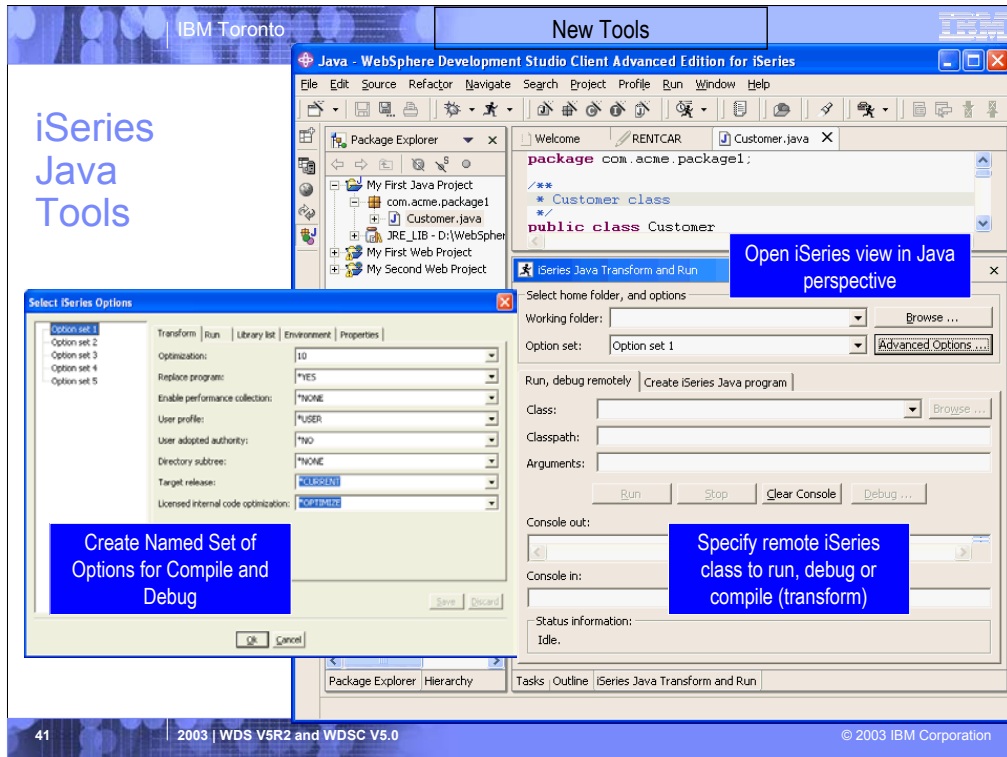 IBM Toronto
New Tools
IBM
iSeries
Java
Tools
Java - WebSphere Development Studio Client Advanced Edition for iSeries
File Edit Source Refactor Navigate Search Project Profile Run Window Help
Package Explorer
Welcome
RENTCAR
Customer.java
My First Java Project
com.acme.package1
Customer.java
JRE_LIB - D:\WebSpher
My First Web Project
My Second Web Project
package com.acme.package1;
/**
* Customer class
*/
public class Customer
Open iSeries view in Java
perspective
iSeries Java Transform and Run
Select home folder, and options
Working folder:
Browse ...
Option set:
Option set 1
Advanced Options ...
Run, debug remotely
Create iSeries Java program
Class:
Browse ...
Classpath:
Arguments:
Run
Stop
Clear Console
Debug ...
Console out:
Console in:
Specify remote iSeries
class to run, debug or
compile (transform)
Status information:
Idle.
Select iSeries Options
Option set 1
Option set 2
Option set 3
Option set 4
Option set 5
Transform Run Library list Environment Properties
Optimization: 10
Replace program: *YES
Enable performance collection: *NONE
User profile: *USER
User adopted authority: *NO
Directory subtree: *NONE
Target release: *CURRENT
Licensed internal code optimization: *OPTIMIZE
Create Named Set of
Options for Compile and
Debug
Save Discard
Ok Cancel
Package Explorer Hierarchy
Tasks Outline iSeries Java Transform and Run
41
2003 | WDS V5R2 and WDSC V5.0
© 2003 IBM Corporation